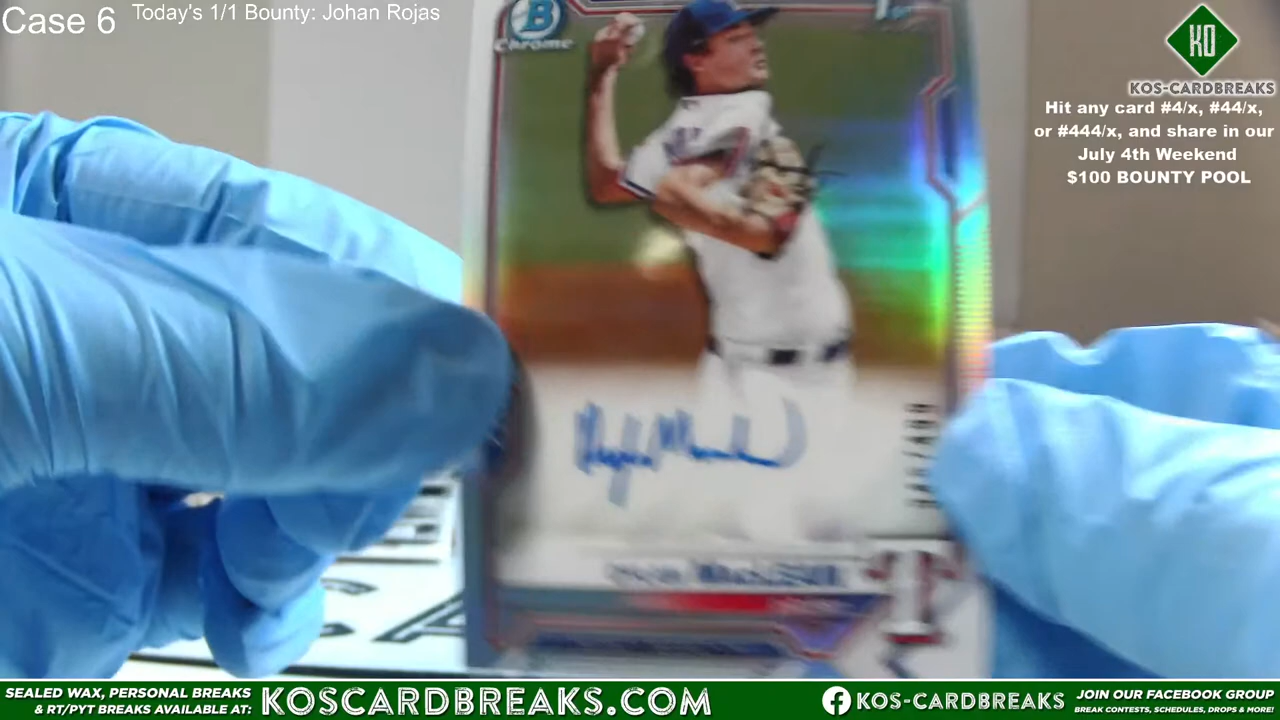 Case 6
Today's 1/1 Bounty: Johan Rojas
KO
KOS-CARDBREAKS
Hit any card #4/x, #44/x,
or #444/x, and share in our
July 4th Weekend
$100 BOUNTY POOL
B
Chrome
1st
T
SEALED WAX, PERSONAL BREAKS
& RT/PYT BREAKS AVAILABLE AT:
KOSCARDBREAKS.COM
KOS-CARDBREAKS
JOIN OUR FACEBOOK GROUP
BREAK CONTESTS, SCHEDULES, DROPS & MORE!